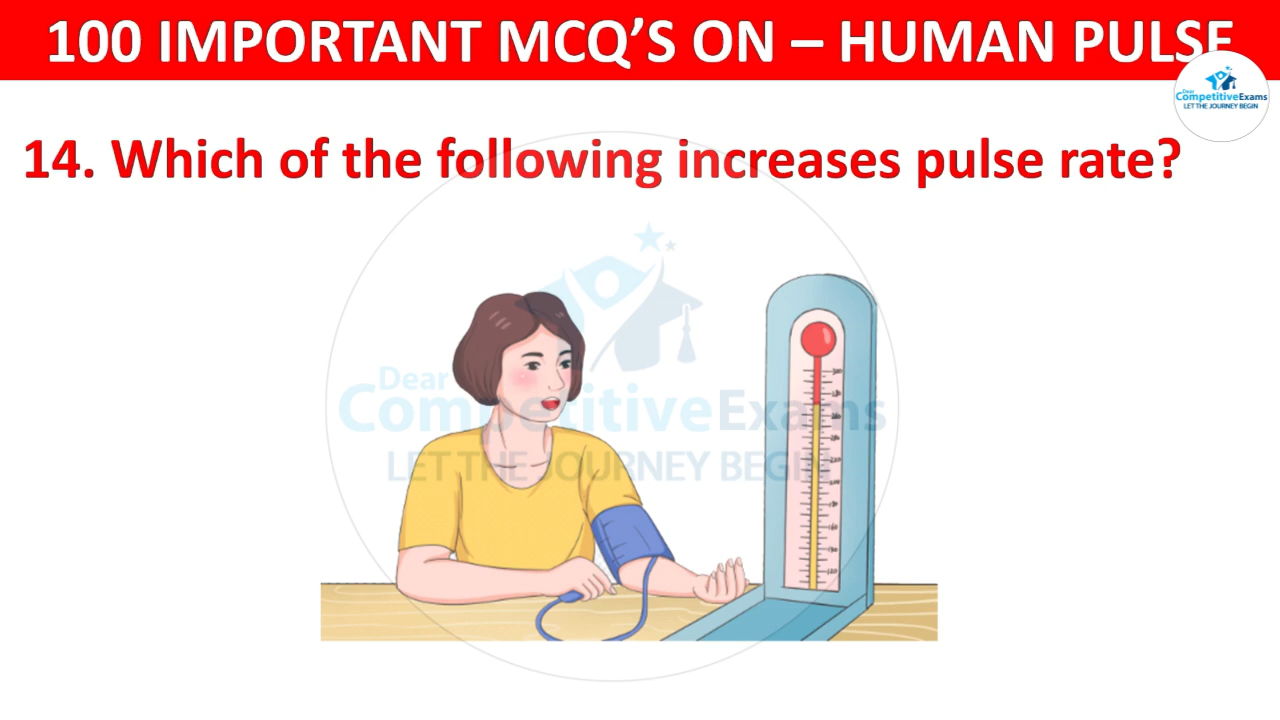 100 IMPORTANT MCQ’S ON – HUMAN PULSE
Dear
CompetitiveExams
LET THE JOURNEY BEGIN
14. Which of the following increases pulse rate?
Dear
CompetitiveExams
LET THE JOURNEY BEGIN